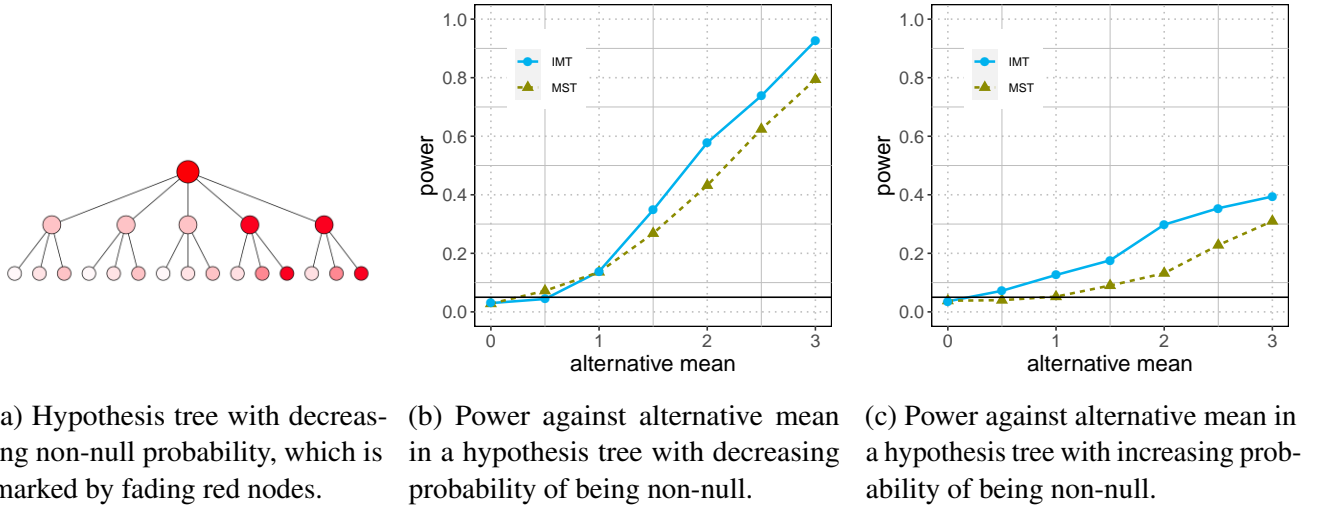 1.0
0.8
0.6
0.4
0.2
0.0
power
IMT
MST
0 1 2 3
alternative mean
1.0
0.8
0.6
0.4
0.2
0.0
power
IMT
MST
0 1 2 3
alternative mean
a) Hypothesis tree with decreas-
ng non-null probability, which is
marked by fading red nodes.
(b) Power against alternative mean
in a hypothesis tree with decreasing
probability of being non-null.
(c) Power against alternative mean in
a hypothesis tree with increasing prob-
ability of being non-null.